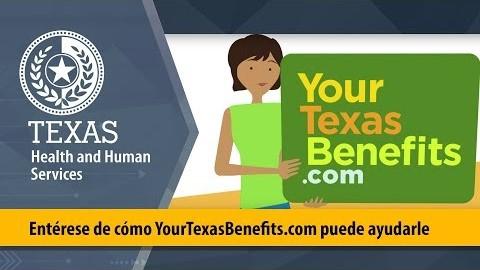 TEXAS
Health and Human
Services
Your
Texas
Benefits
.com
Entérese de cómo YourTexasBenefits.com puede ayudarle